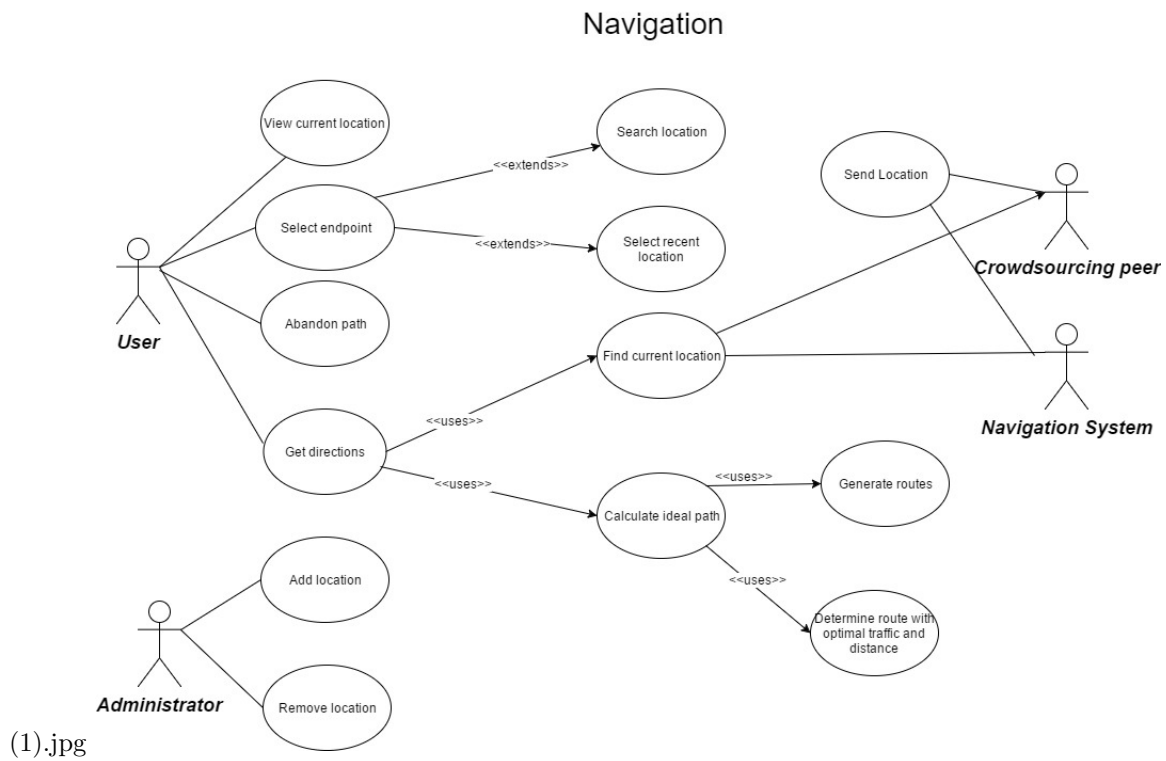 Navigation
View current location
Search location
<<extends>>
Send Location
Select endpoint
<<extends>>
Select recent
location
Crowdsourcing peer
User
Abandon path
Find current location
Navigation System
<<uses>>
Get directions
<<uses>>
<<uses>>
Generate routes
Calculate ideal path
<<uses>>
Add location
Determine route with
optimal traffic and
distance
Administrator
Remove location
(1).jpg